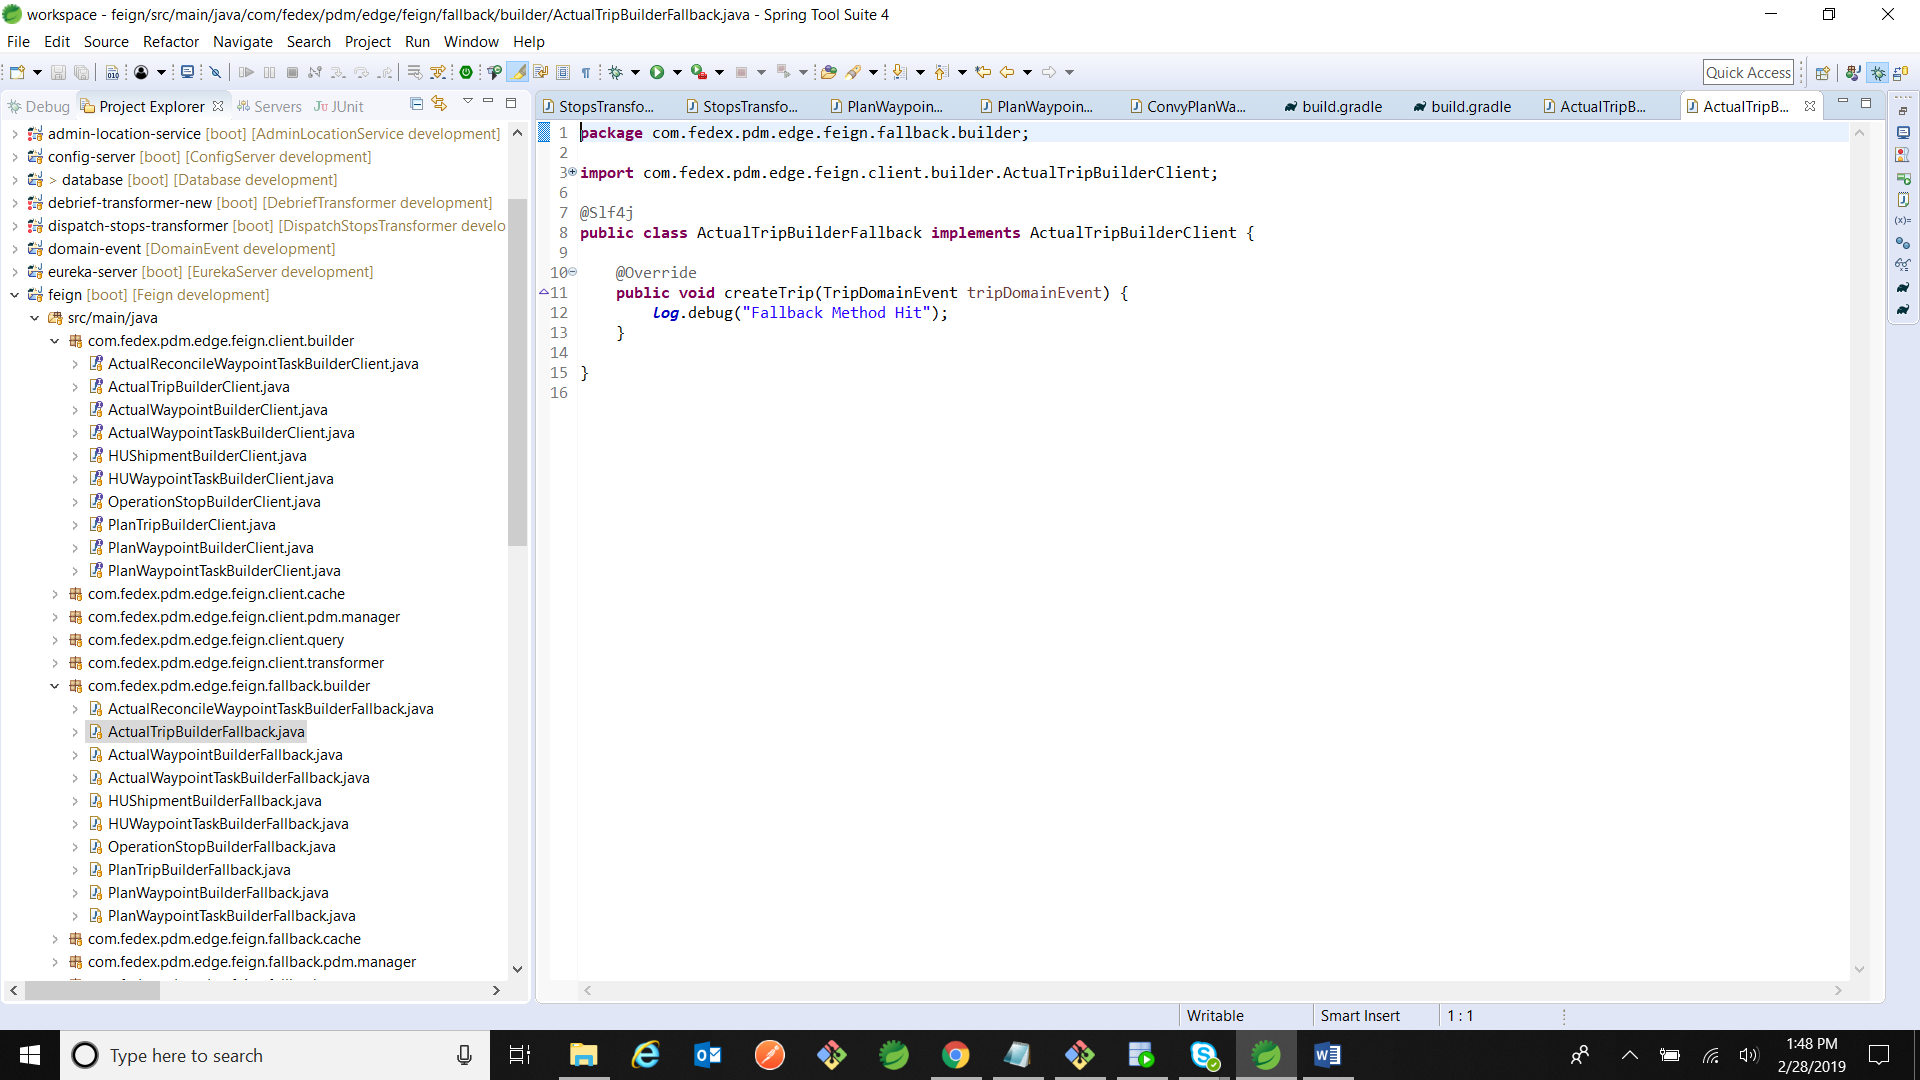 workspace - feign/src/main/java/com/fedex/pdm/edge/feign/fallback/builder/ActualTripBuilderFallback.java - Spring Tool Suite 4
File Edit Source Refactor Navigate Search Project Run Window Help
Quick Access
Debug Project Explorer Servers JUnit
StopsTransfo... StopsTransfo... PlanWaypoin... PlanWaypoin... ConvyPlanWa... build.gradle build.gradle ActualTripB... ActualTripB...
admin-location-service [boot] [AdminLocationService development]
config-server [boot] [ConfigServer development]
> database [boot] [Database development]
debrief-transformer-new [boot] [DebriefTransformer development]
dispatch-stops-transformer [boot] [DispatchStopsTransformer develo
domain-event [DomainEvent development]
eureka-server [boot] [EurekaServer development]
feign [boot] [Feign development]
src/main/java
com.fedex.pdm.edge.feign.client.builder
ActualReconcileWaypointTaskBuilderClient.java
ActualTripBuilderClient.java
ActualWaypointBuilderClient.java
ActualWaypointTaskBuilderClient.java
HUShipmentBuilderClient.java
HUWaypointTaskBuilderClient.java
OperationStopBuilderClient.java
PlanTripBuilderClient.java
PlanWaypointBuilderClient.java
PlanWaypointTaskBuilderClient.java
com.fedex.pdm.edge.feign.client.cache
com.fedex.pdm.edge.feign.client.pdm.manager
com.fedex.pdm.edge.feign.client.query
com.fedex.pdm.edge.feign.client.transformer
com.fedex.pdm.edge.feign.fallback.builder
ActualReconcileWaypointTaskBuilderFallback.java
ActualTripBuilderFallback.java
ActualWaypointBuilderFallback.java
ActualWaypointTaskBuilderFallback.java
HUShipmentBuilderFallback.java
HUWaypointTaskBuilderFallback.java
OperationStopBuilderFallback.java
PlanTripBuilderFallback.java
PlanWaypointBuilderFallback.java
PlanWaypointTaskBuilderFallback.java
com.fedex.pdm.edge.feign.fallback.cache
com.fedex.pdm.edge.feign.fallback.pdm.manager
1 package com.fedex.pdm.edge.feign.fallback.builder;
2
3 import com.fedex.pdm.edge.feign.client.builder.ActualTripBuilderClient;
6
7 @Slf4j
8 public class ActualTripBuilderFallback implements ActualTripBuilderClient {
9
10 @Override
11 public void createTrip(TripDomainEvent tripDomainEvent) {
12 log.debug("Fallback Method Hit");
13 }
14
15 }
16
Writable Smart Insert 1 : 1
Type here to search
1:48 PM
2/28/2019